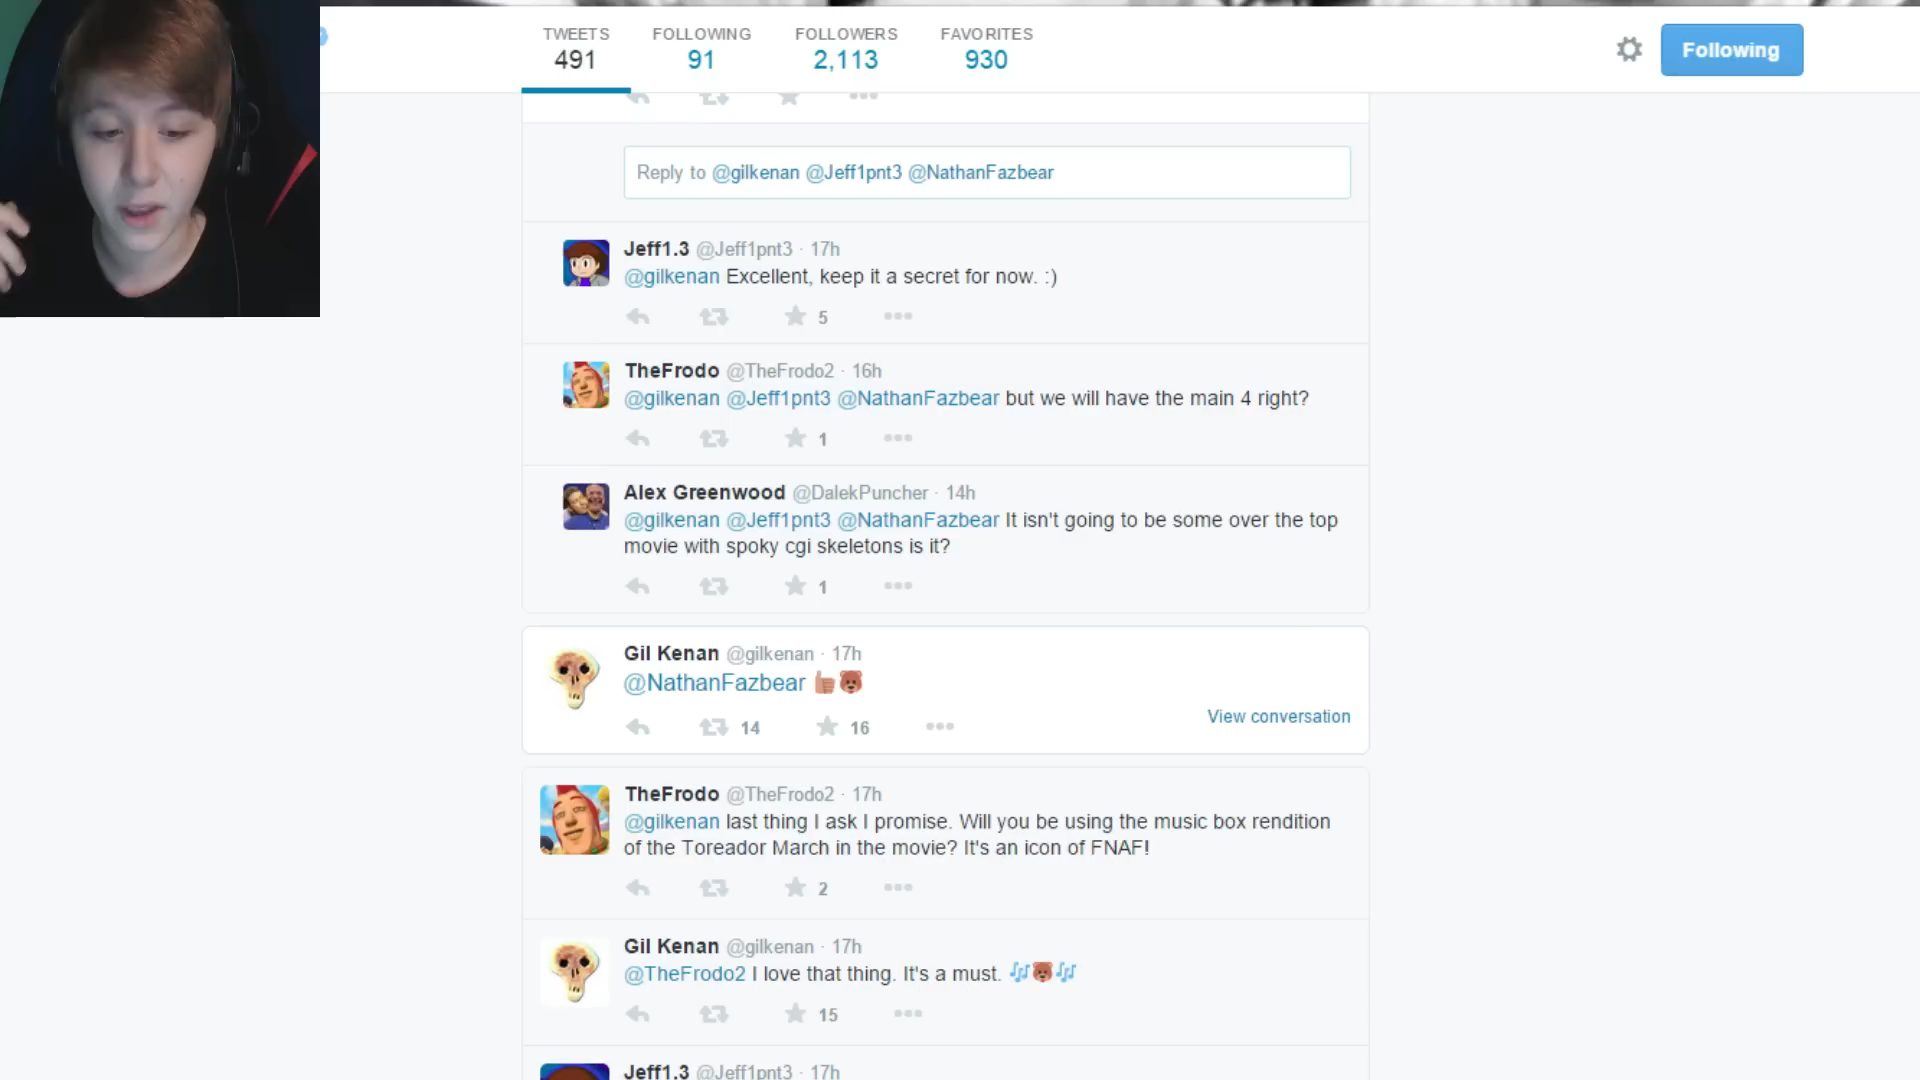 TWEETS FOLLOWING FOLLOWERS FAVORITES
491 91 2,113 930
Following
Reply to @gilkenan @Jeff1pnt3 @NathanFazbear
Jeff1.3 @Jeff1pnt3 · 17h
@gilkenan Excellent, keep it a secret for now. :)
5
TheFrodo @TheFrodo2 · 16h
@gilkenan @Jeff1pnt3 @NathanFazbear but we will have the main 4 right?
1
Alex Greenwood @DalekPuncher · 14h
@gilkenan @Jeff1pnt3 @NathanFazbear It isn't going to be some over the top
movie with spoky cgi skeletons is it?
1
Gil Kenan @gilkenan · 17h
@NathanFazbear 👍🐻
14 16 View conversation
TheFrodo @TheFrodo2 · 17h
@gilkenan last thing I ask I promise. Will you be using the music box rendition
of the Toreador March in the movie? It's an icon of FNAF!
2
Gil Kenan @gilkenan · 17h
@TheFrodo2 I love that thing. It's a must. 🎶🐻🎶
15
Jeff1.3 @Jeff1pnt3 · 17h